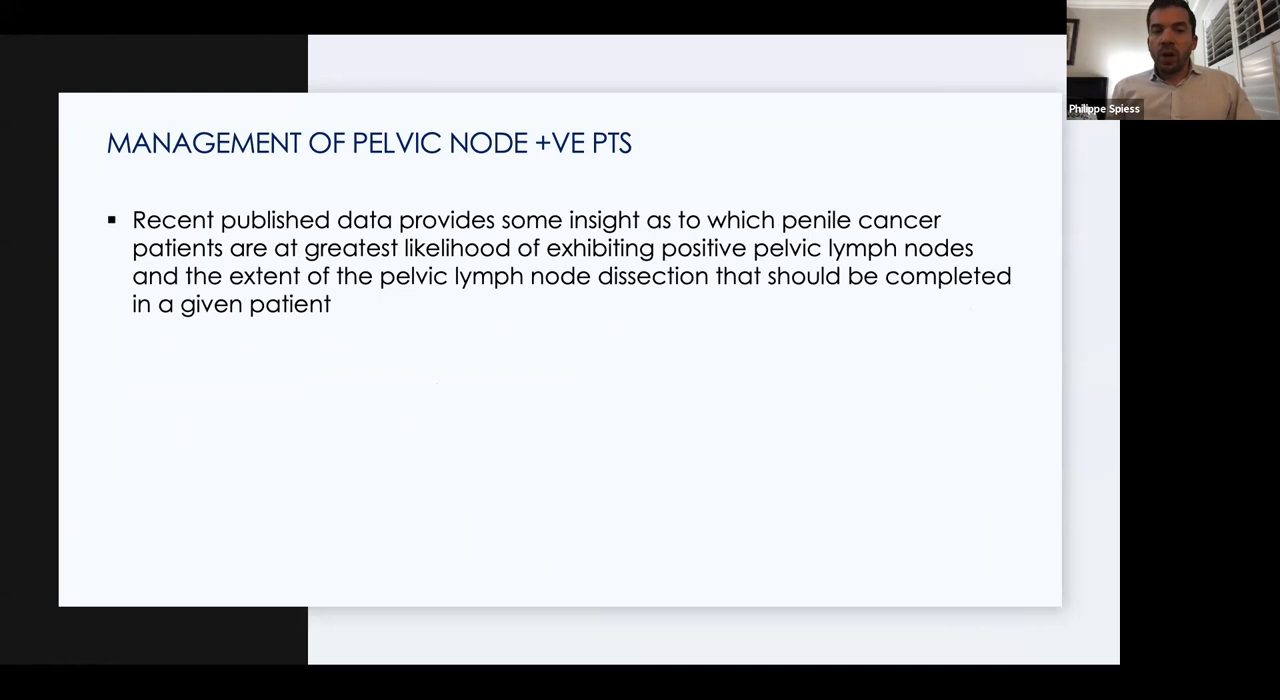 Philippe Spiess
MANAGEMENT OF PELVIC NODE +VE PTS
▪ Recent published data provides some insight as to which penile cancer
patients are at greatest likelihood of exhibiting positive pelvic lymph nodes
and the extent of the pelvic lymph node dissection that should be completed
in a given patient